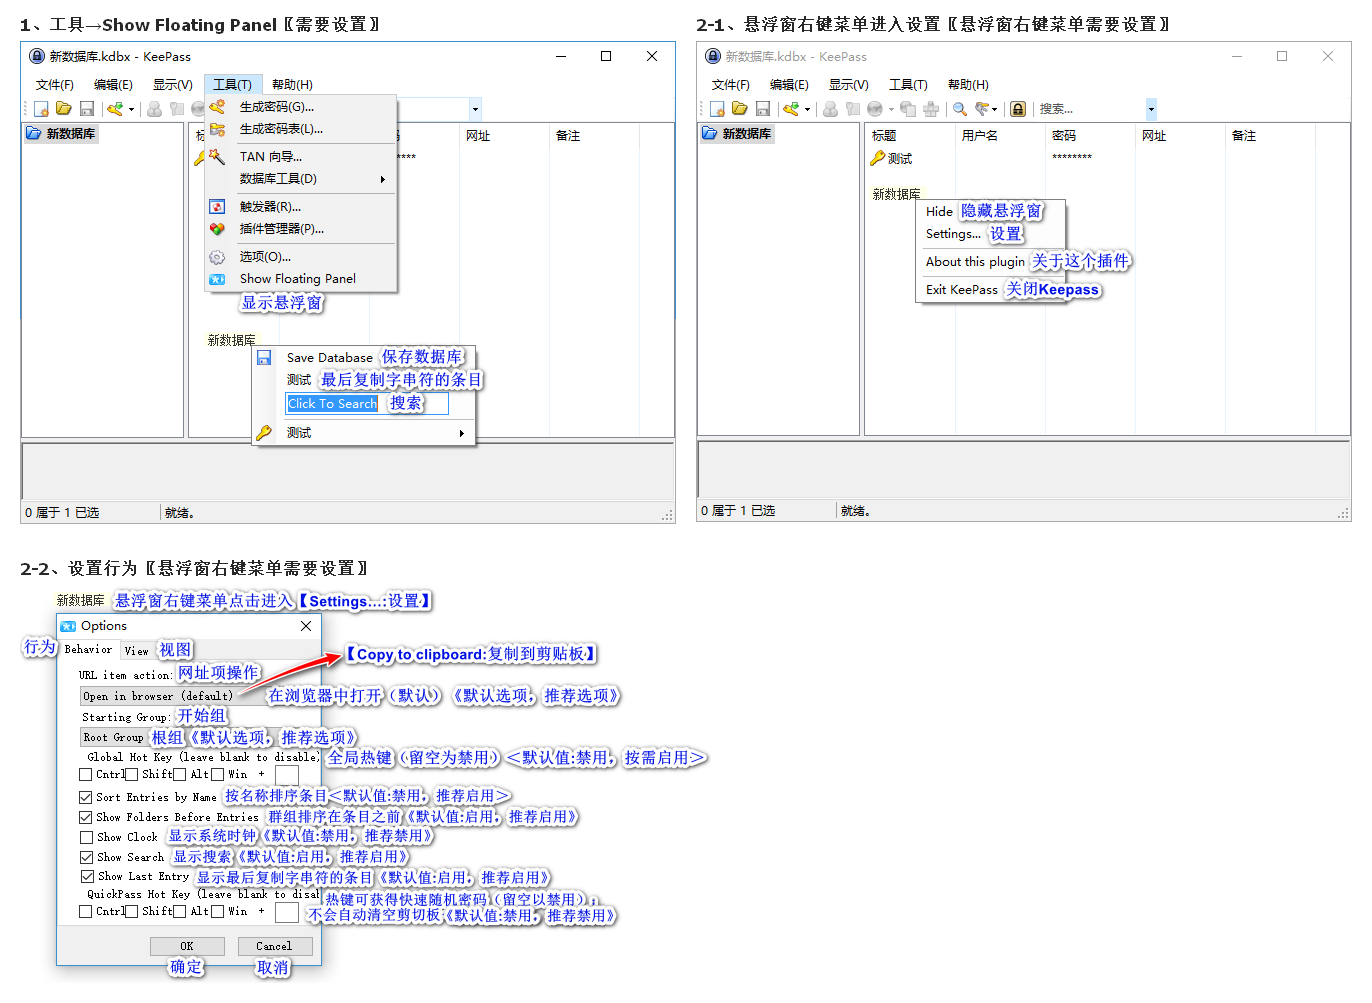 1、工具→Show Floating Panel〖需要设置〗
新数据库.kdbx - KeePass
文件(F) 编辑(E) 显示(V) 工具(T) 帮助(H)
新数据库
标 码 网址 备注
****
生成密码(G)...
生成密码表(L)...
TAN 向导...
数据库工具(D)
触发器(R)...
插件管理器(P)...
选项(O)...
Show Floating Panel
显示悬浮窗
新数据库
Save Database 保存数据库
测试 最后复制字串符的条目
Click To Search 搜索
测试
0 属于 1 已选 就绪。
2-1、悬浮窗右键菜单进入设置〖悬浮窗右键菜单需要设置〗
新数据库.kdbx - KeePass
文件(F) 编辑(E) 显示(V) 工具(T) 帮助(H)
搜索...
新数据库
标题 用户名 密码 网址 备注
测试 ********
新数据库
Hide 隐藏悬浮窗
Settings... 设置
About this plugin 关于这个插件
Exit KeePass 关闭Keepass
0 属于 1 已选 就绪。
2-2、设置行为〖悬浮窗右键菜单需要设置〗
新数据库 悬浮窗右键菜单点击进入【Settings...:设置】
Options
行为 Behavior View 视图
【Copy to clipboard:复制到剪贴板】
URL item action: 网址项操作
Open in browser (default) 在浏览器中打开（默认）《默认选项，推荐选项》
Starting Group: 开始组
Root Group 根组《默认选项，推荐选项》
Global Hot Key (leave blank to disable) 全局热键（留空为禁用）＜默认值:禁用，按需启用＞
Cntrl Shift Alt Win +
Sort Entries by Name 按名称排序条目＜默认值:禁用，推荐启用＞
Show Folders Before Entries 群组排序在条目之前《默认值:启用，推荐启用》
Show Clock 显示系统时钟《默认值:禁用，推荐禁用》
Show Search 显示搜索《默认值:启用，推荐启用》
Show Last Entry 显示最后复制字串符的条目《默认值:启用，推荐启用》
QuickPass Hot Key (leave blank to disab 热键可获得快速随机密码（留空以禁用）；
Cntrl Shift Alt Win + 不会自动清空剪切板《默认值:禁用，推荐禁用》
OK Cancel
确定 取消